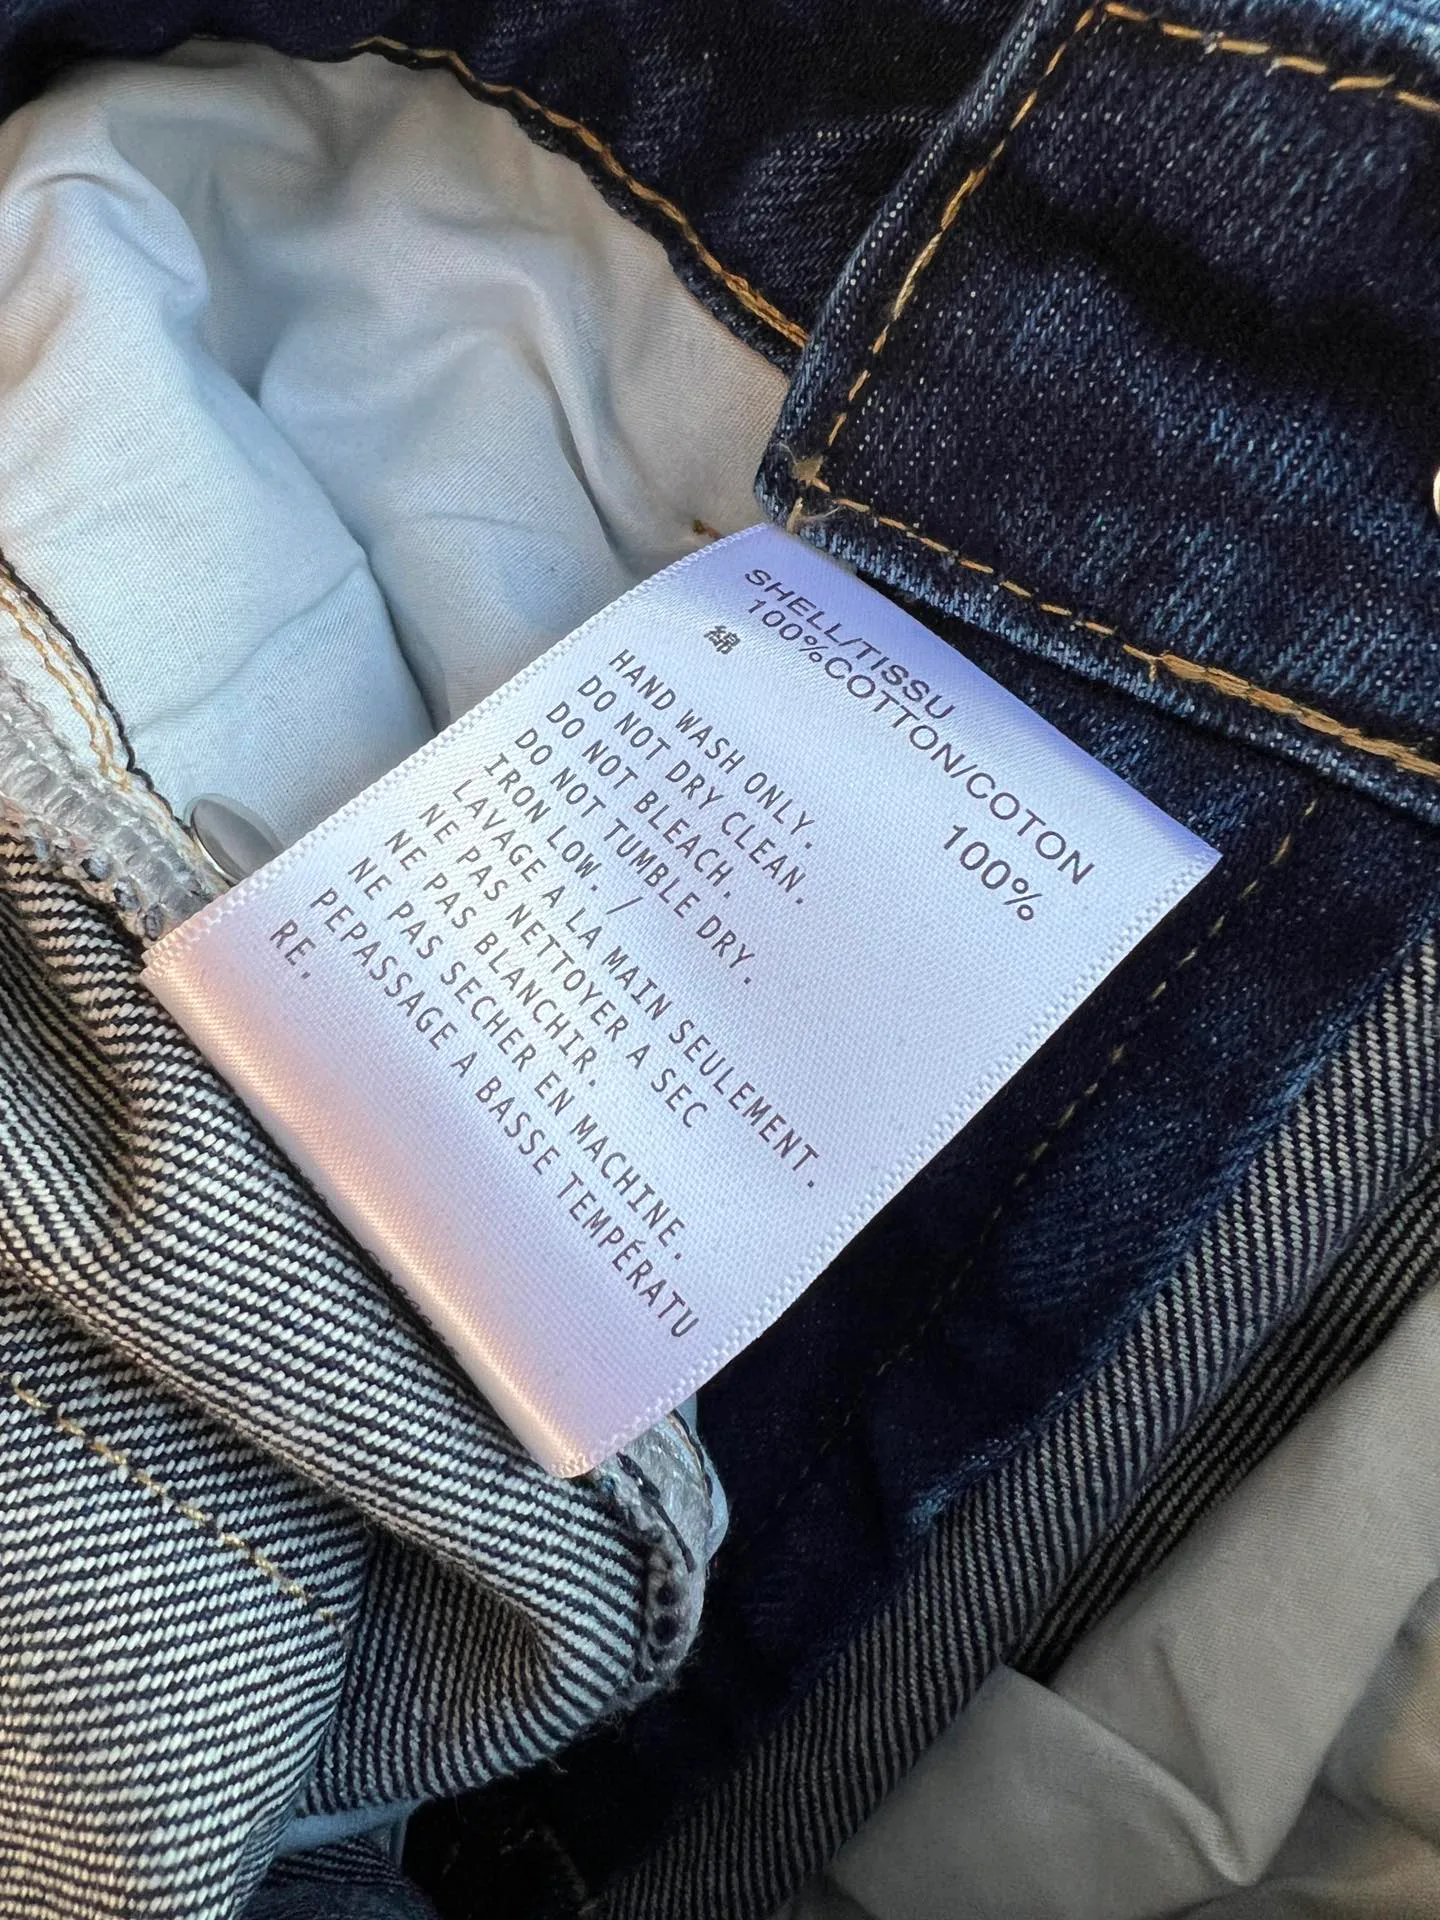 SHELL/TISSU
100%COTTON/COTON
綿 100%
HAND WASH ONLY.
DO NOT DRY CLEAN.
DO NOT BLEACH.
DO NOT TUMBLE DRY.
IRON LOW. /
LAVAGE A LA MAIN SEULEMENT.
NE PAS NETTOYER A SEC
NE PAS BLANCHIR.
NE PAS SECHER EN MACHINE.
PEPASSAGE A BASSE TEMPÉRATU
RE.